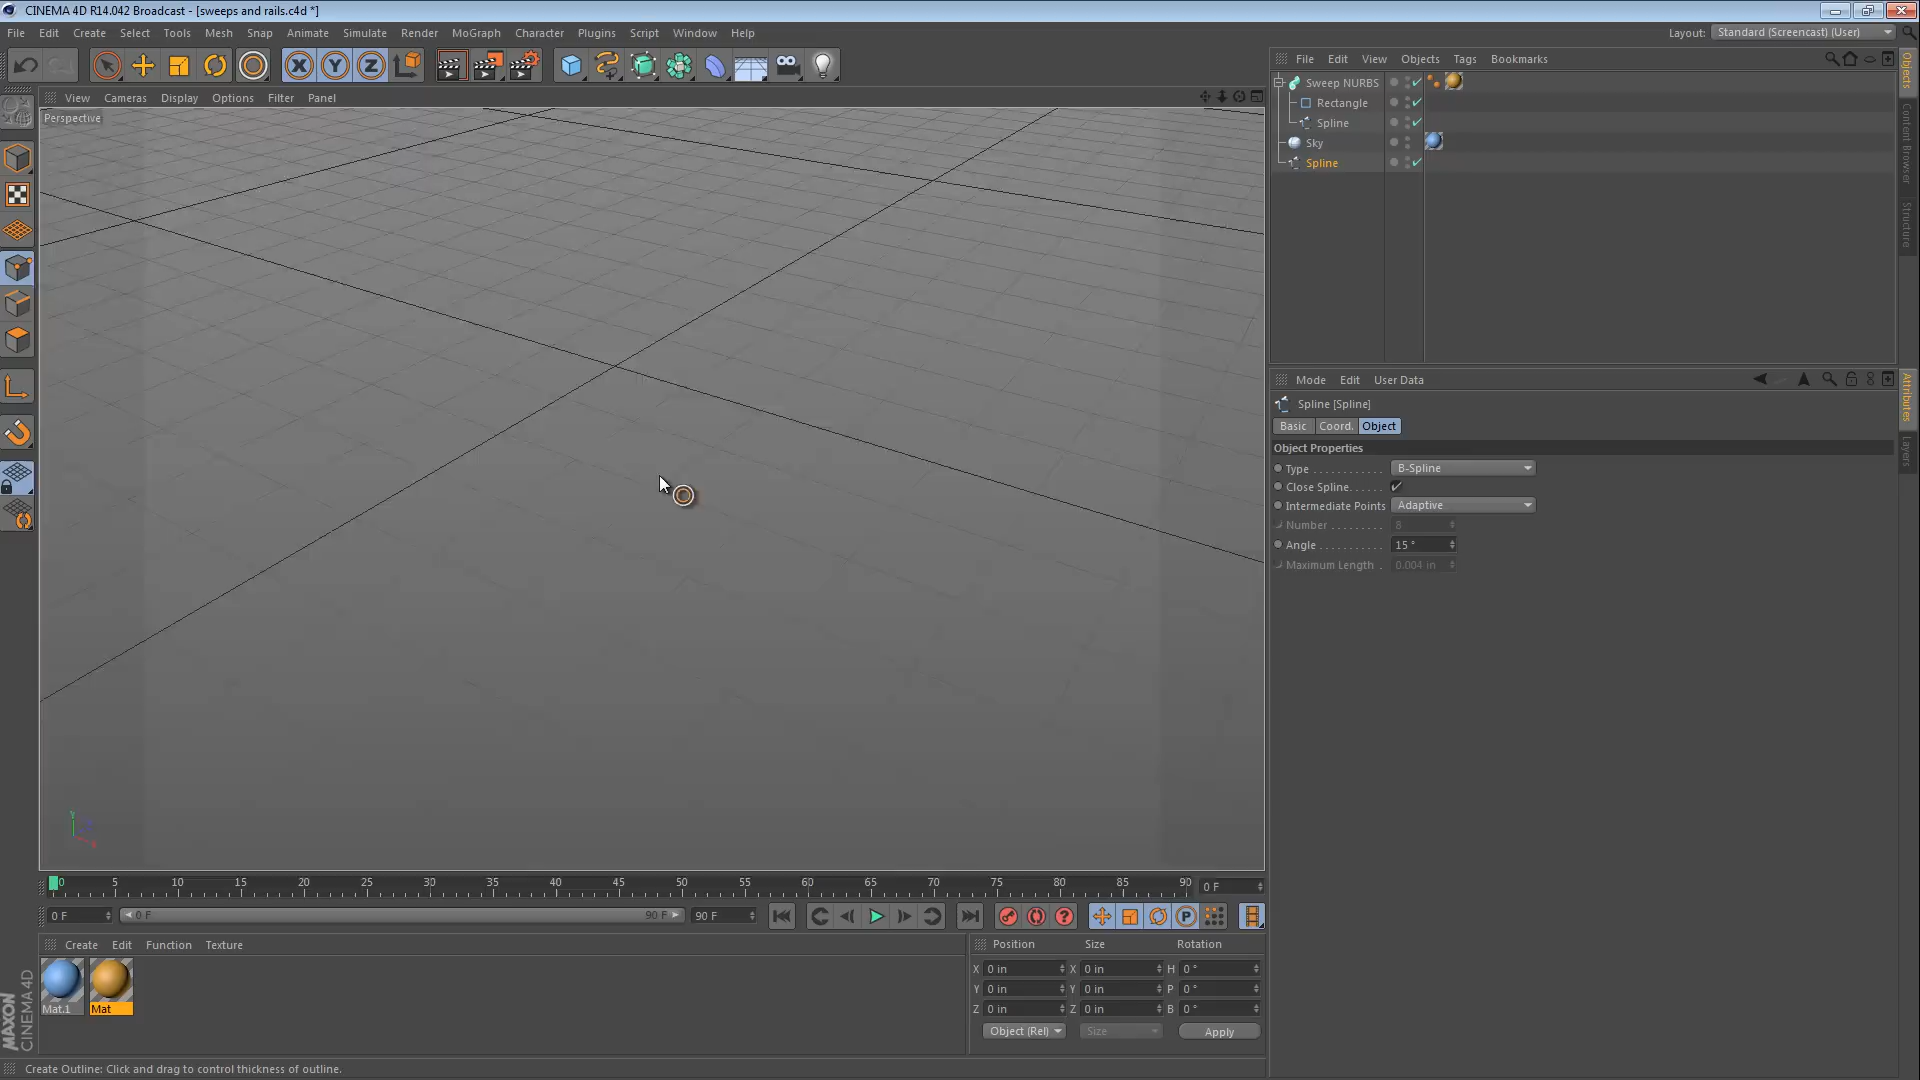 CINEMA 4D R14.042 Broadcast - [sweeps and rails.c4d *]
File Edit Create Select Tools Mesh Snap Animate Simulate Render MoGraph Character Plugins Script Window Help
Layout: Standard (Screencast) (User)
X Y Z
View Cameras Display Options Filter Panel
Perspective
Y
File Edit View Objects Tags Bookmarks
Sweep NURBS
Rectangle
Spline
Sky
Spline
Objects
Content Browser
Structure
Mode Edit User Data
Spline [Spline]
Basic Coord. Object
Object Properties
Type B-Spline
Close Spline
Intermediate Points Adaptive
Number 8
Angle 15 °
Maximum Length 0.004 in
Attributes
Layers
0 5 10 15 20 25 30 35 40 45 50 55 60 65 70 75 80 85 90 0 F
0 F 0 F 90 F 90 F P
Create Edit Function Texture
Mat.1 Mat
Position Size Rotation
X 0 in X 0 in H 0 °
Y 0 in Y 0 in P 0 °
Z 0 in Z 0 in B 0 °
Object (Rel) Size Apply
MAXON
CINEMA 4D
Create Outline: Click and drag to control thickness of outline.